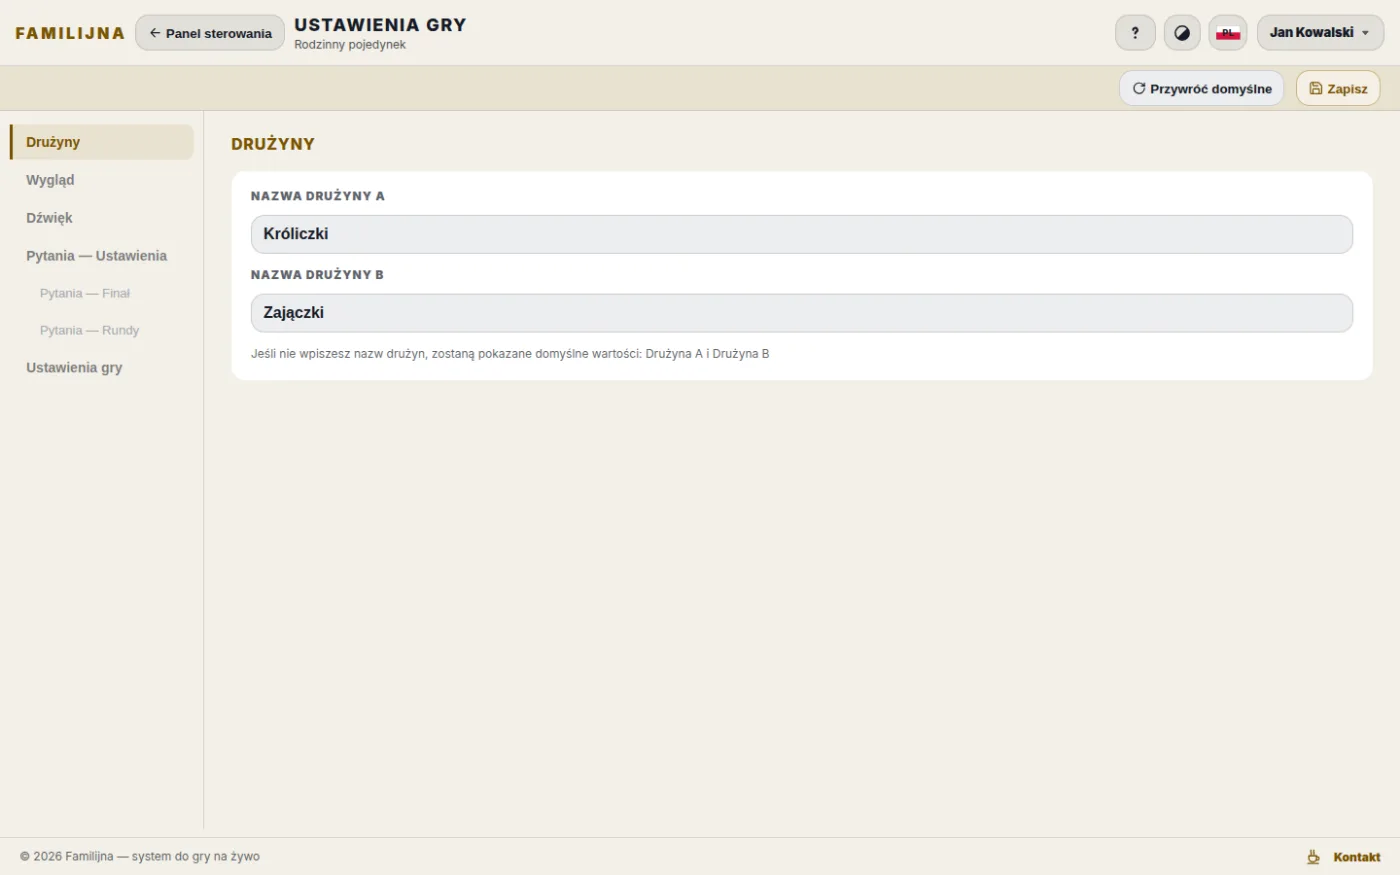 FAMILIJNA
← Panel sterowania
USTAWIENIA GRY
Rodzinny pojedynek
?
PL
Jan Kowalski
Przywróć domyślne
Zapisz
Drużyny
Wygląd
Dźwięk
Pytania — Ustawienia
Pytania — Finał
Pytania — Rundy
Ustawienia gry
DRUŻYNY
NAZWA DRUŻYNY A
Króliczki
NAZWA DRUŻYNY B
Zajączki
Jeśli nie wpiszesz nazw drużyn, zostaną pokazane domyślne wartości: Drużyna A i Drużyna B
© 2026 Familijna — system do gry na żywo
Kontakt